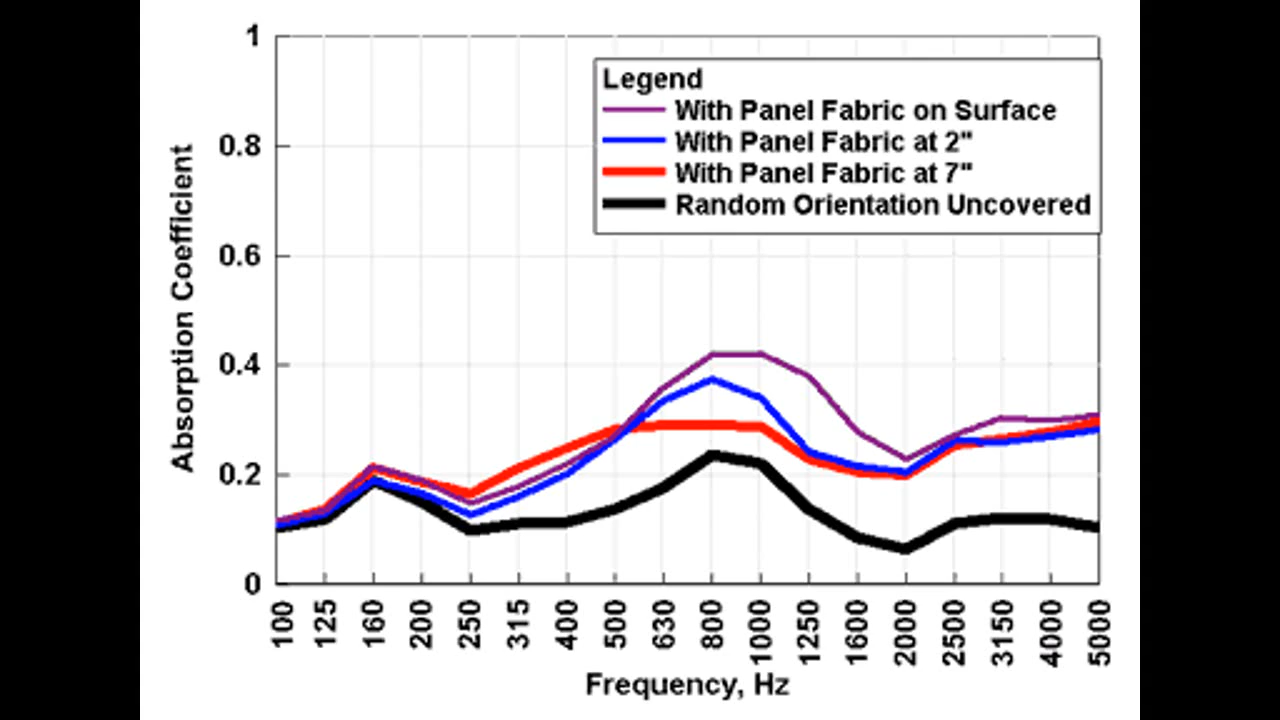 1
Legend
With Panel Fabric on Surface
0.8
With Panel Fabric at 2"
With Panel Fabric at 7"
Random Orientation Uncovered
0.6
0.4
0.2
0
Absorption Coefficient
100 125 160 200 250 315 400 500 630 800 1000 1250 1600 2000 2500 3150 4000 5000
Frequency, Hz